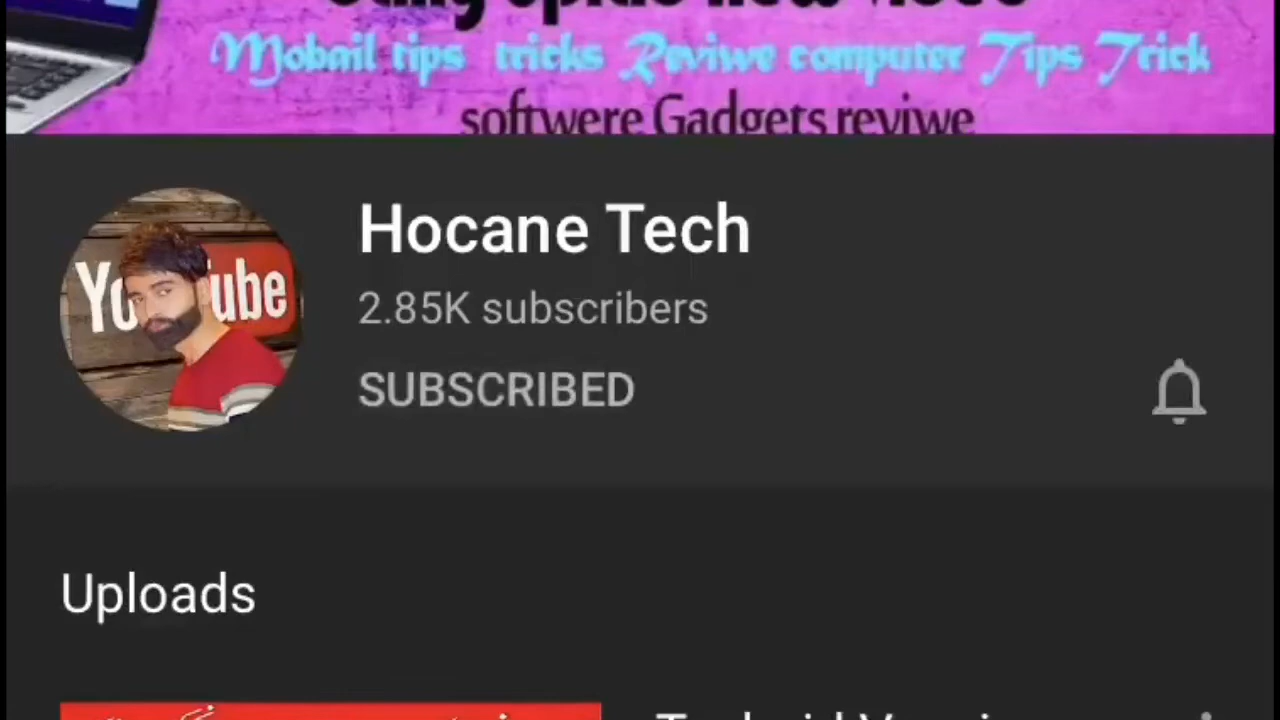 Mobail tips tricks Reviwe computer Tips Trick
softwere Gadgets reviwe
Hocane Tech
2.85K subscribers
SUBSCRIBED
Uploads